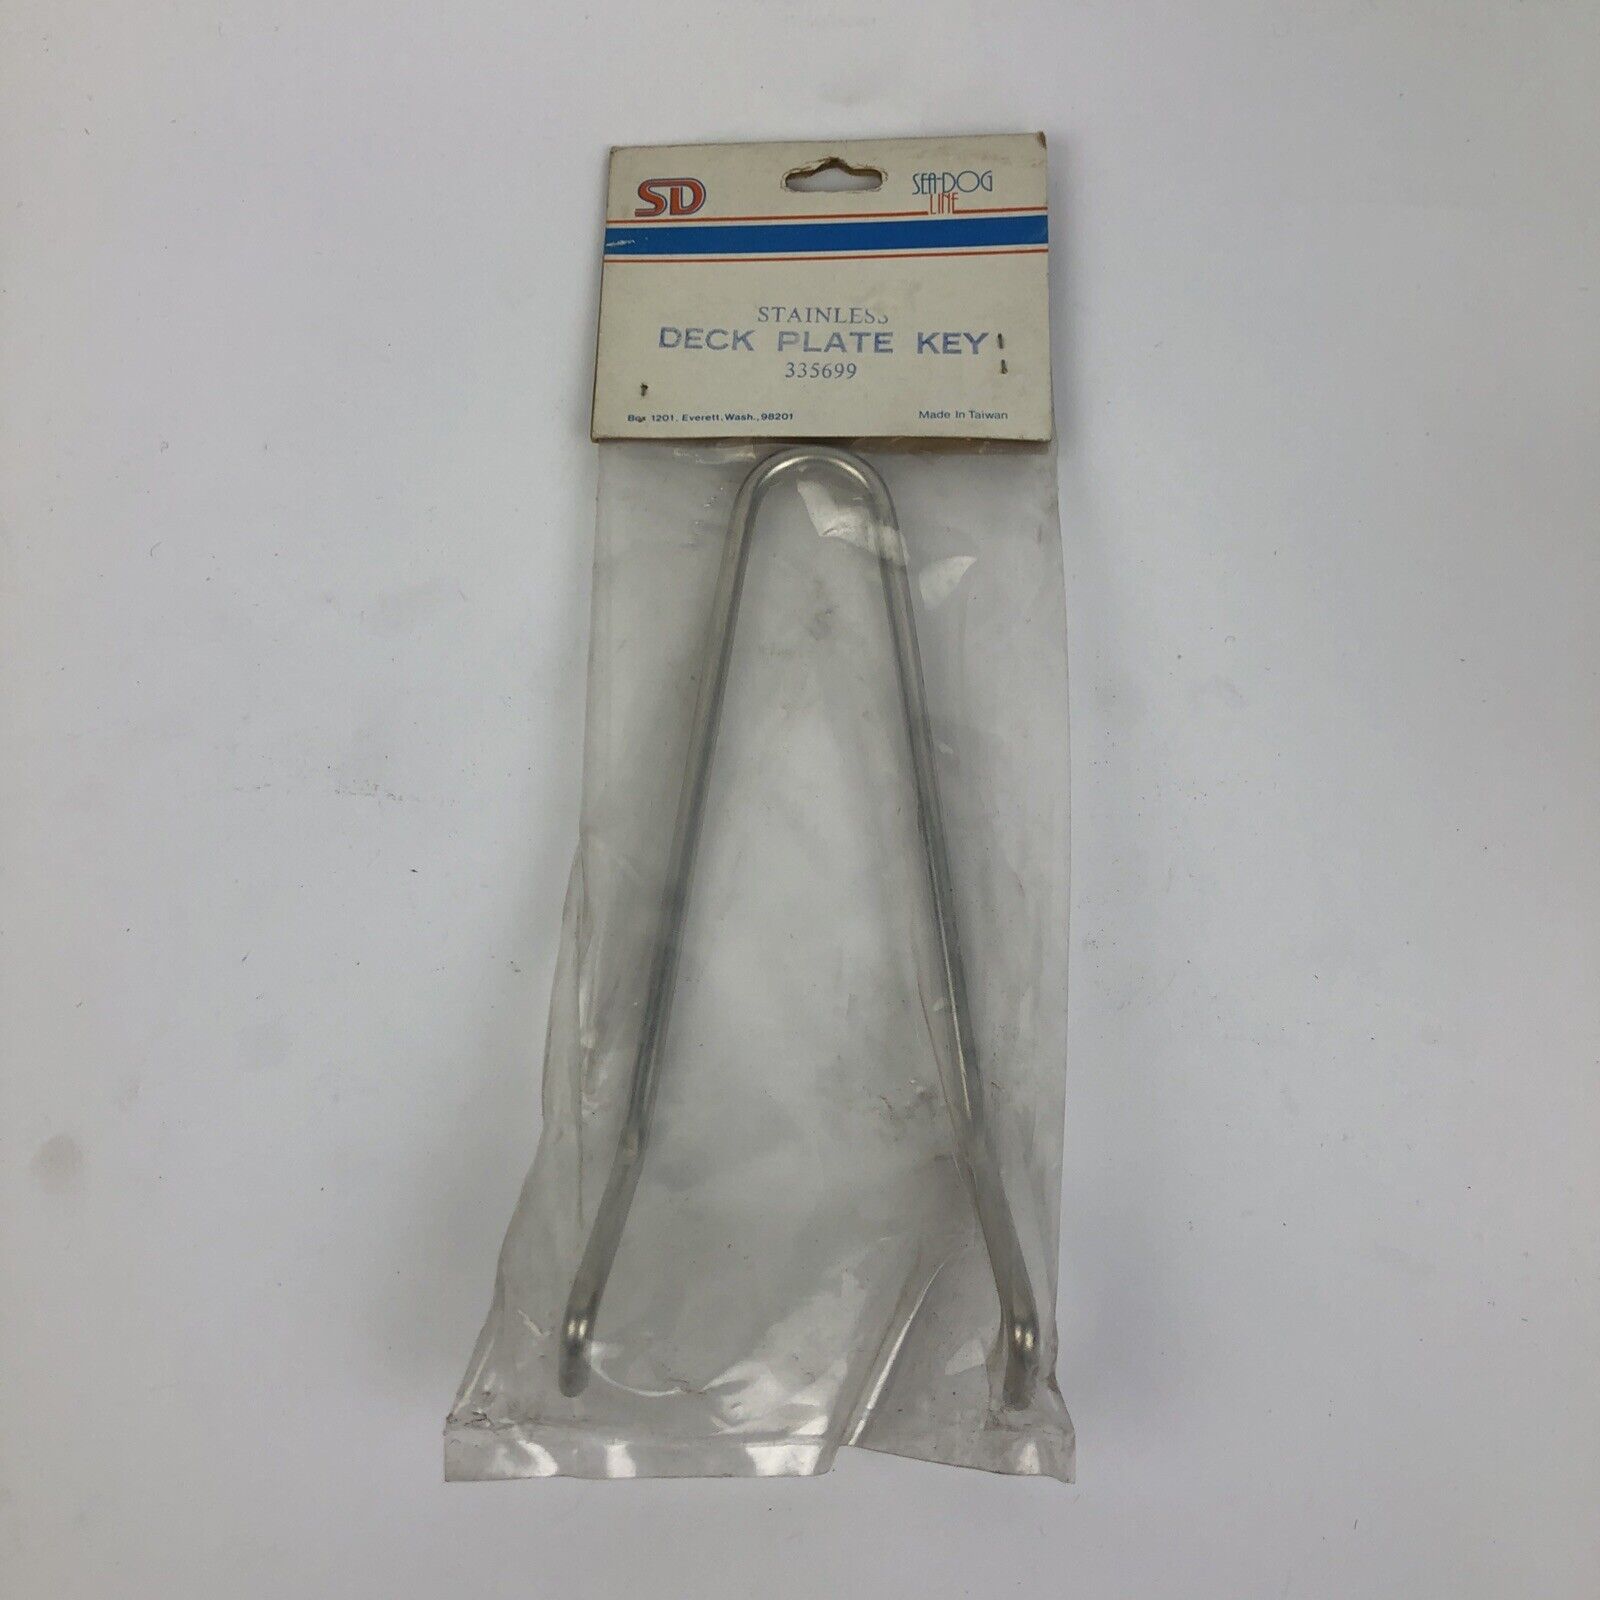 SD
SEA-DOG
LINE
STAINLESS
DECK PLATE KEY
335699
Box 1201, Everett, Wash., 98201
Made In Taiwan